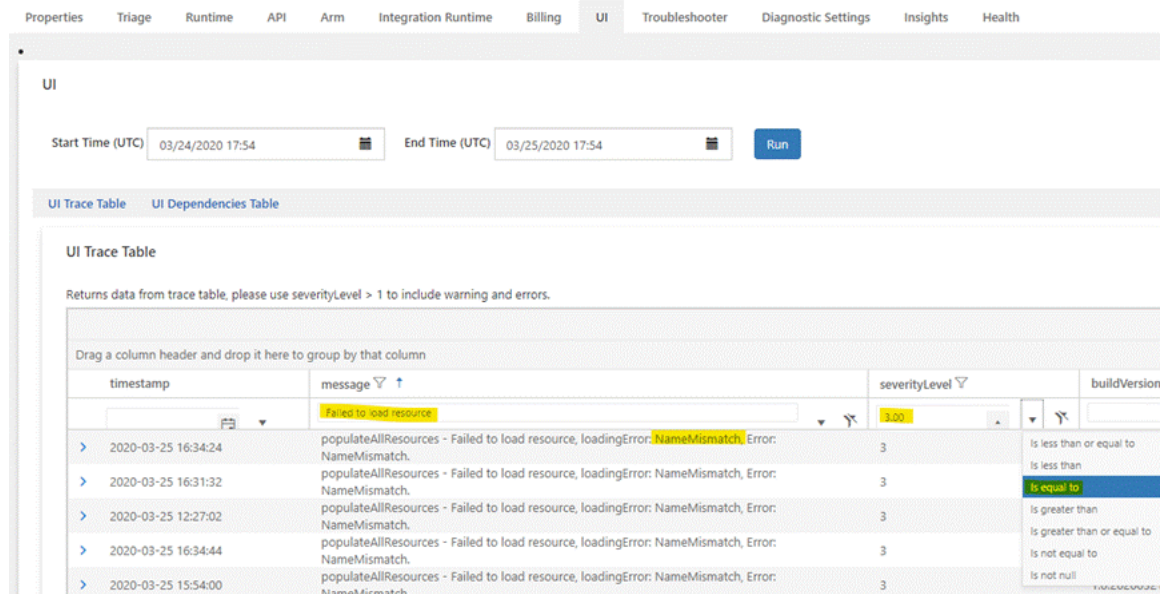 Properties Triage Runtime API Arm Integration Runtime Billing UI Troubleshooter Diagnostic Settings Insights Health
UI
Start Time (UTC) 03/24/2020 17:54 End Time (UTC) 03/25/2020 17:54 Run
UI Trace Table UI Dependencies Table
UI Trace Table
Returns data from trace table, please use severityLevel > 1 to include warning and errors.
Drag a column header and drop it here to group by that column
timestamp message severityLevel buildVersion
Failed to load resource 3.00
2020-03-25 16:34:24 populateAllResources - Failed to load resource, loadingError: NameMismatch, Error: 3
NameMismatch.
2020-03-25 16:31:32 populateAllResources - Failed to load resource, loadingError: NameMismatch, Error: 3
NameMismatch.
2020-03-25 12:27:02 populateAllResources - Failed to load resource, loadingError: NameMismatch, Error: 3
NameMismatch.
2020-03-25 16:34:44 populateAllResources - Failed to load resource, loadingError: NameMismatch, Error: 3
NameMismatch.
2020-03-25 15:54:00 populateAllResources - Failed to load resource, loadingError: NameMismatch, Error: 3
NameMismatch
Is less than or equal to
Is less than
Is equal to
Is greater than
Is greater than or equal to
Is not equal to
Is not null